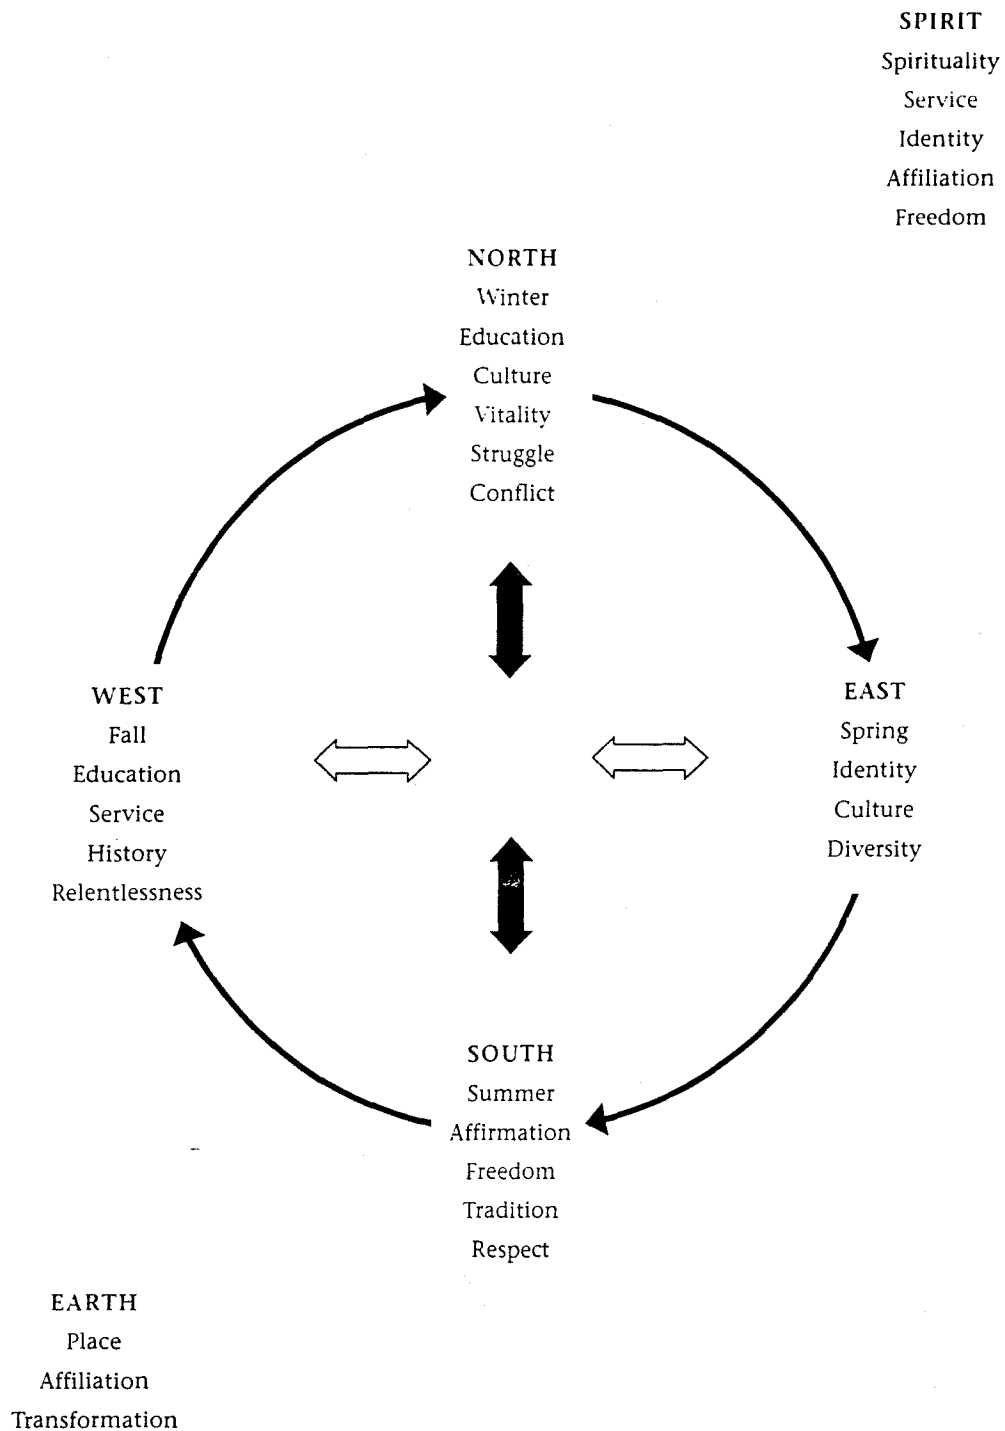 SPIRIT
Spirituality
Service
Identity
Affiliation
Freedom
NORTH
Winter
Education
Culture
Vitality
Struggle
Conflict
WEST
Fall
Education
Service
History
Relentlessness
EAST
Spring
Identity
Culture
Diversity
SOUTH
Summer
Affirmation
Freedom
Tradition
Respect
EARTH
Place
Affiliation
Transformation